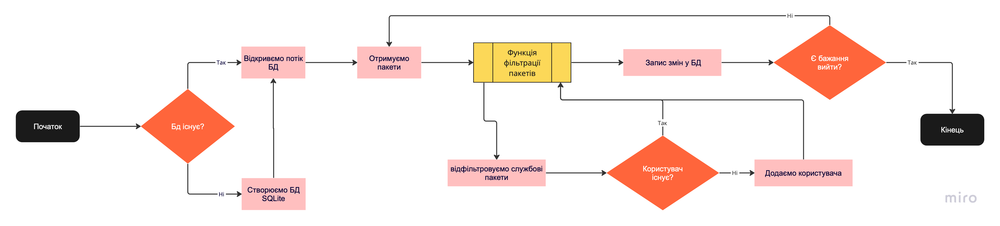 Початок
Бд існує?
Так
Ні
Відкривємо потік
БД
Створюємо БД
SQLite
Отримуємо
пакети
Функція
фільтрації
пакетів
відфільтровуємо службові
пакети
Користувач
існує?
Так
Ні
Додаємо користувача
Запис змін у БД
Є бажання
вийти?
Ні
Так
Кінець
miro